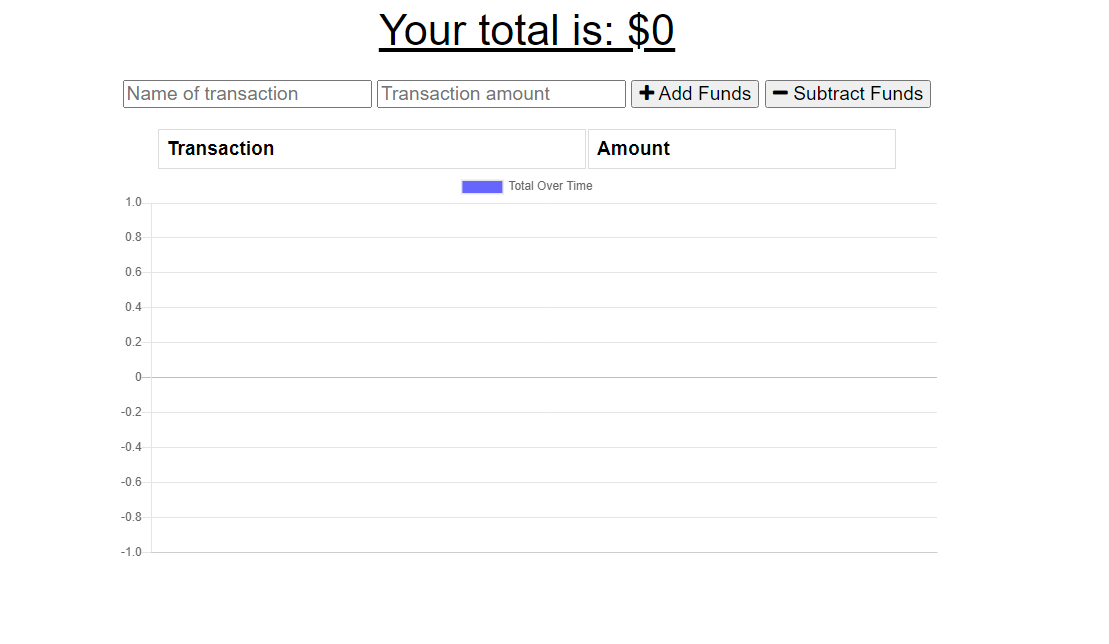 Your total is: $0
Name of transaction Transaction amount Add Funds Subtract Funds
Transaction Amount
Total Over Time
1.0
0.8
0.6
0.4
0.2
0
-0.2
-0.4
-0.6
-0.8
-1.0